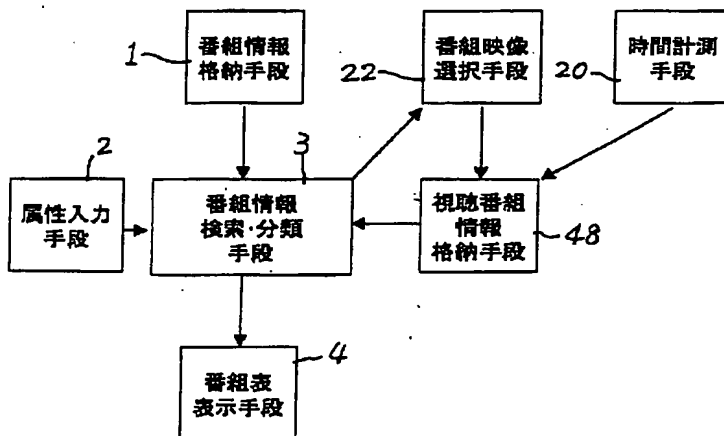 1
番組情報
格納手段
22
番組映像
選択手段
20
時間計測
手段
2
属性入力
手段
3
番組情報
検索・分類
手段
視聴番組
情報
格納手段
48
4
番組表
表示手段